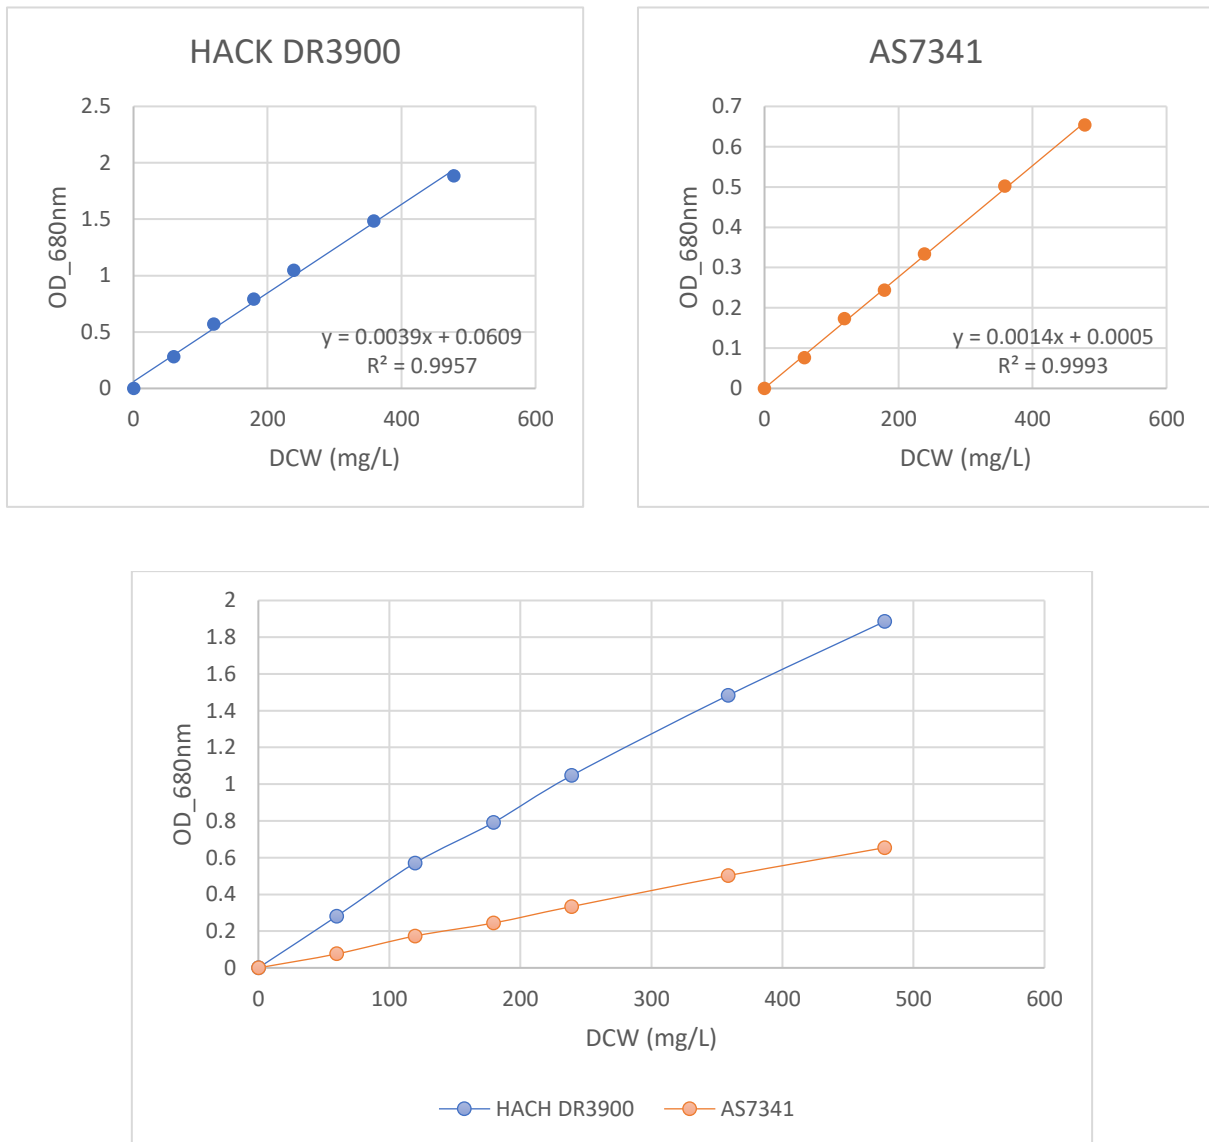 HACK DR3900
2.5
2
1.5
1
0.5
0
OD_680nm
y = 0.0039x + 0.0609
R² = 0.9957
0 200 400 600
DCW (mg/L)
AS7341
0.7
0.6
0.5
0.4
0.3
0.2
0.1
0
OD_680nm
y = 0.0014x + 0.0005
R² = 0.9993
0 200 400 600
DCW (mg/L)
2
1.8
1.6
1.4
1.2
1
0.8
0.6
0.4
0.2
0
OD_680nm
0 100 200 300 400 500 600
DCW (mg/L)
HACH DR3900 AS7341